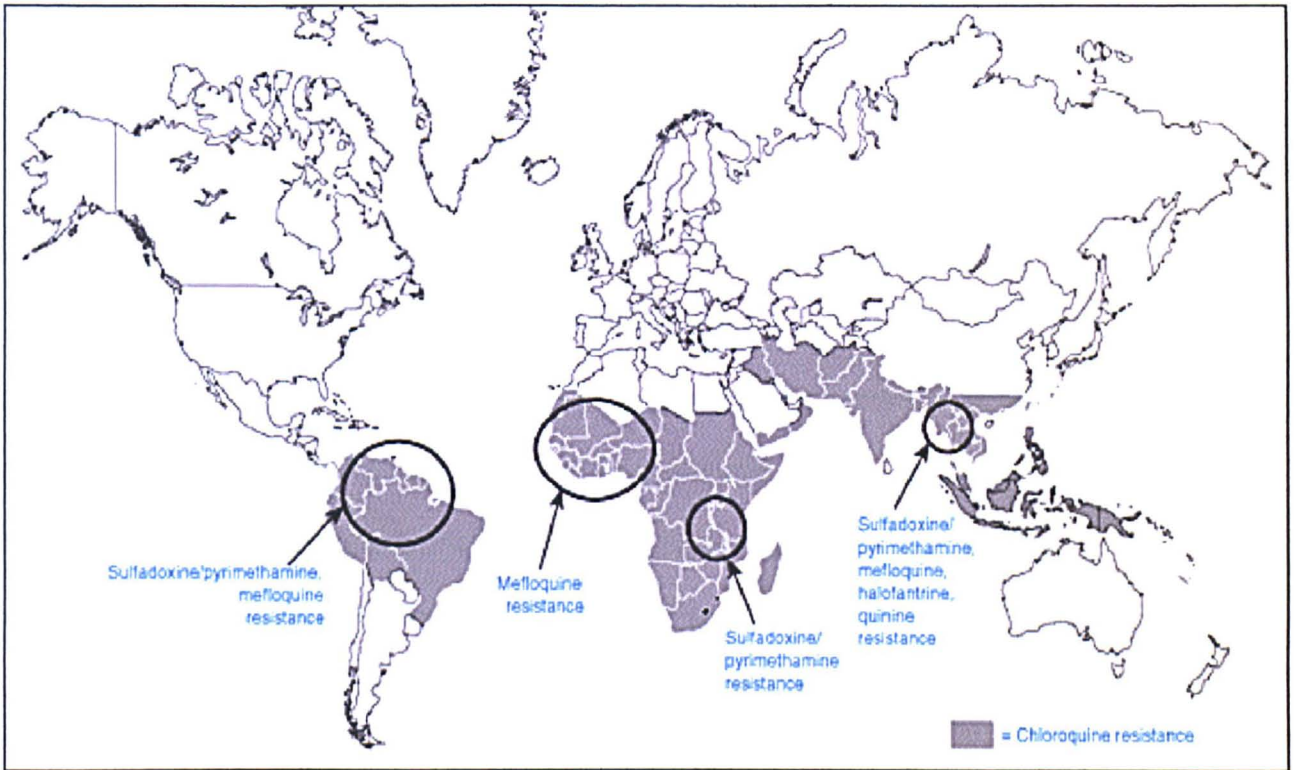 Sulfadoxine/pyrimethamine,
mefloquine
resistance
Mefloquine
resistance
Sulfadoxine/
pyrimethamine
resistance
Sulfadoxine/
pyrimethamine,
mefloquine,
halofantrine,
quinine
resistance
= Chloroquine resistance